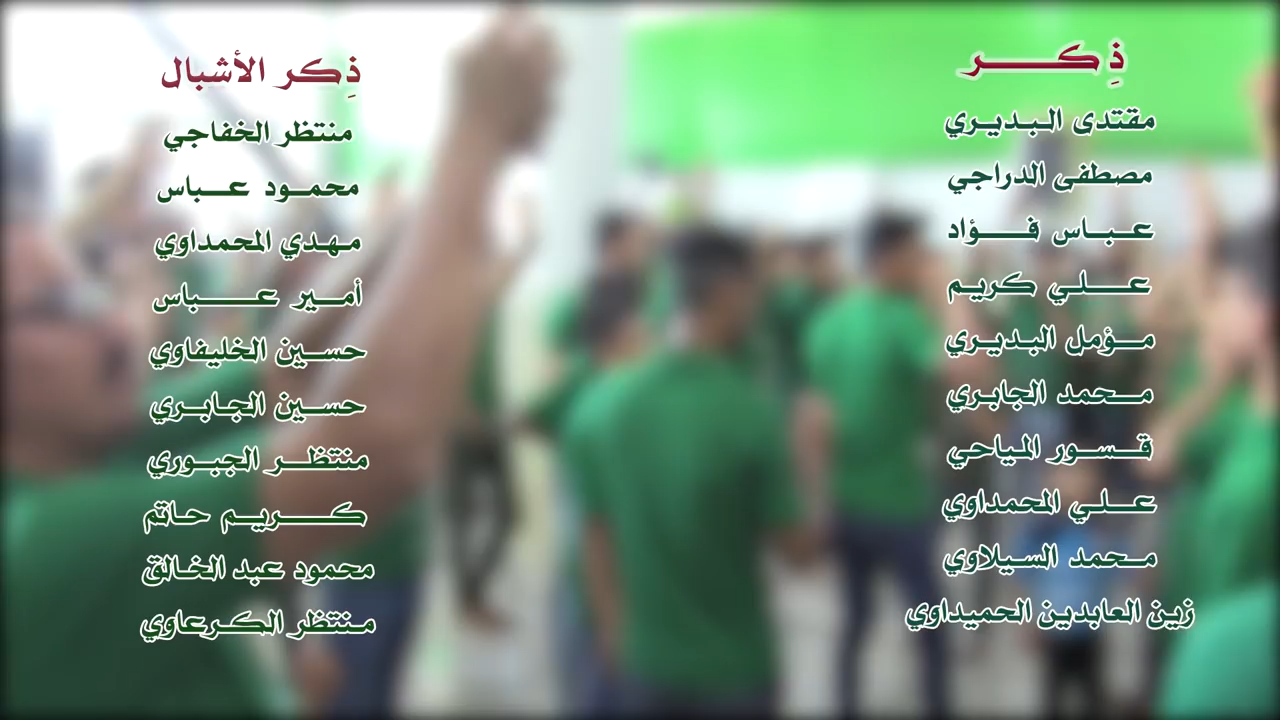 ذِكر
مقتدى البديري
مصطفى الدراجي
عباس فؤاد
علي كريم
مؤمل البديري
محمد الجابري
قسور المياحي
علي المحمداوي
محمد السيلاوي
زين العابدين الحميداوي
ذِكر الأشبال
منتظر الخفاجي
محمود عباس
مهدي المحمداوي
أمير عباس
حسين الخليفاوي
حسين الجابري
منتظر الجبوري
كريم حاتم
محمود عبد الخالق
منتظر الكرعاوي